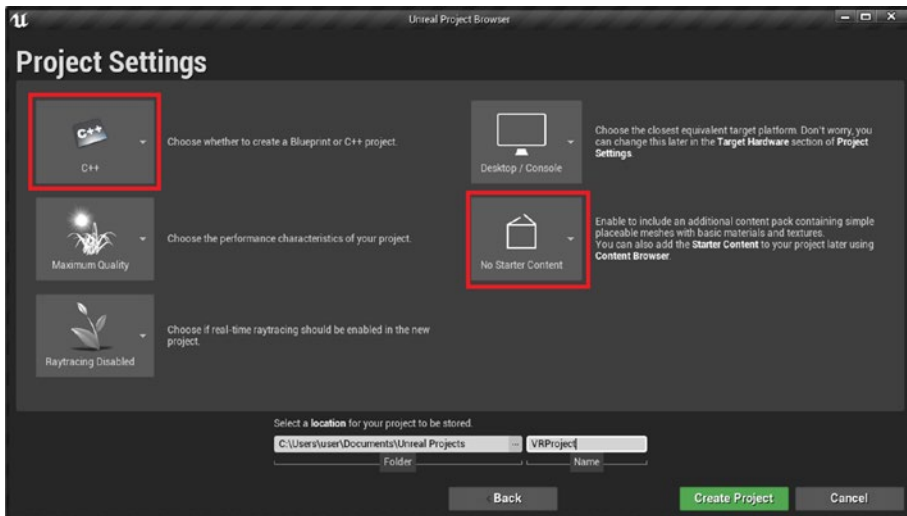 Unreal Project Browser
Project Settings
C++
C++
Choose whether to create a Blueprint or C++ project.
Desktop / Console
Choose the closest equivalent target platform. Don't worry, you
can change this later in the Target Hardware section of Project
Settings.
Maximum Quality
Choose the performance characteristics of your project.
No Starter Content
Enable to include an additional content pack containing simple
placeable meshes with basic materials and textures.
You can also add the Starter Content to your project later using
Content Browser.
Raytracing Disabled
Choose if real-time raytracing should be enabled in the new
project.
Select a location for your project to be stored.
C:\Users\user\Documents\Unreal Projects
...
VRProject
Folder
Name
Back
Create Project
Cancel